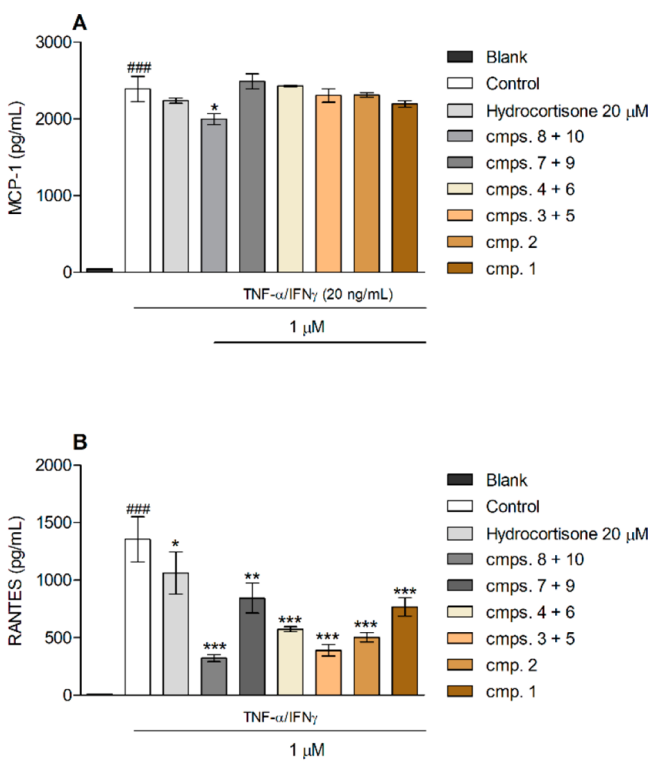 A
MCP-1 (pg/mL)
3000
2000
1000
0
###
*
Blank
Control
Hydrocortisone 20 μM
cmps. 8 + 10
cmps. 7 + 9
cmps. 4 + 6
cmps. 3 + 5
cmp. 2
cmp. 1
TNF-α/IFNγ (20 ng/mL)
1 μM
B
RANTES (pg/mL)
2000
1500
1000
500
0
###
*
***
**
***
***
***
***
Blank
Control
Hydrocortisone 20 μM
cmps. 8 + 10
cmps. 7 + 9
cmps. 4 + 6
cmps. 3 + 5
cmp. 2
cmp. 1
TNF-α/IFNγ
1 μM